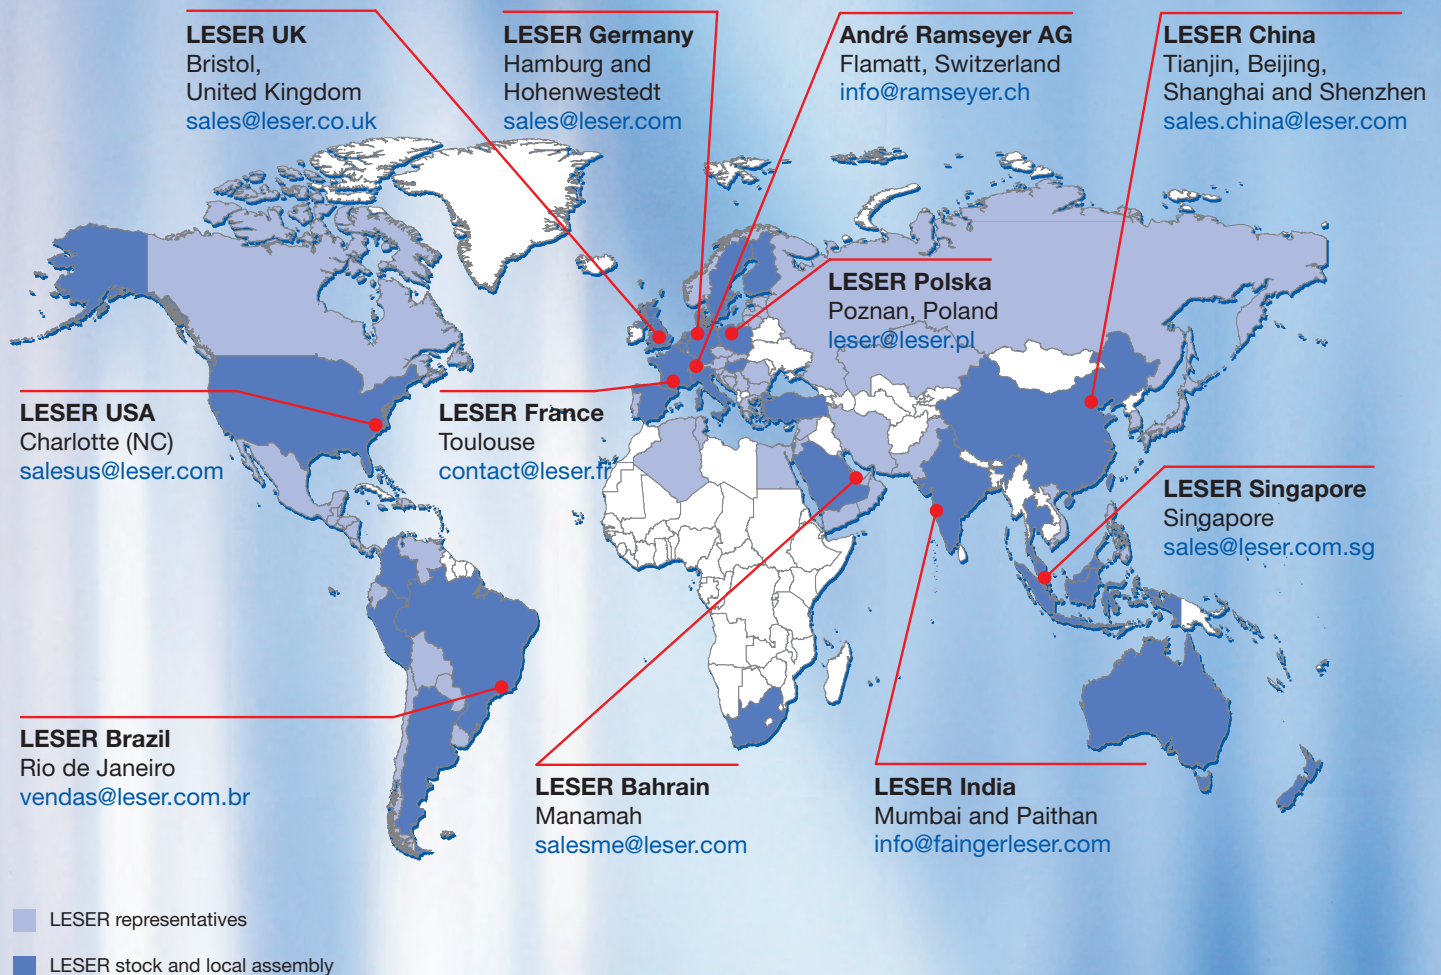 LESER UK
Bristol,
United Kingdom
sales@leser.co.uk
LESER Germany
Hamburg and
Hohenwestedt
sales@leser.com
André Ramseyer AG
Flamatt, Switzerland
info@ramseyer.ch
LESER China
Tianjin, Beijing,
Shanghai and Shenzhen
sales.china@leser.com
LESER Polska
Poznan, Poland
leser@leser.pl
LESER USA
Charlotte (NC)
salesus@leser.com
LESER France
Toulouse
contact@leser.fr
LESER Singapore
Singapore
sales@leser.com.sg
LESER Brazil
Rio de Janeiro
vendas@leser.com.br
LESER Bahrain
Manamah
salesme@leser.com
LESER India
Mumbai and Paithan
info@faingerleser.com
LESER representatives
LESER stock and local assembly